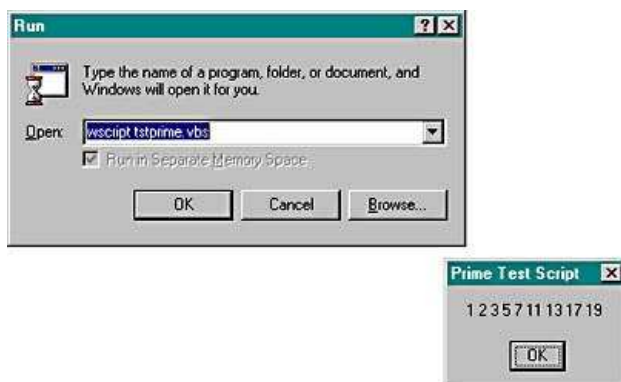 Run
Type the name of a program, folder, or document, and
Windows will open it for you.
Open: wscript tstprime.vbs
Run in Separate Memory Space
OK Cancel Browse...
Prime Test Script
1 2 3 5 7 11 13 17 19
OK